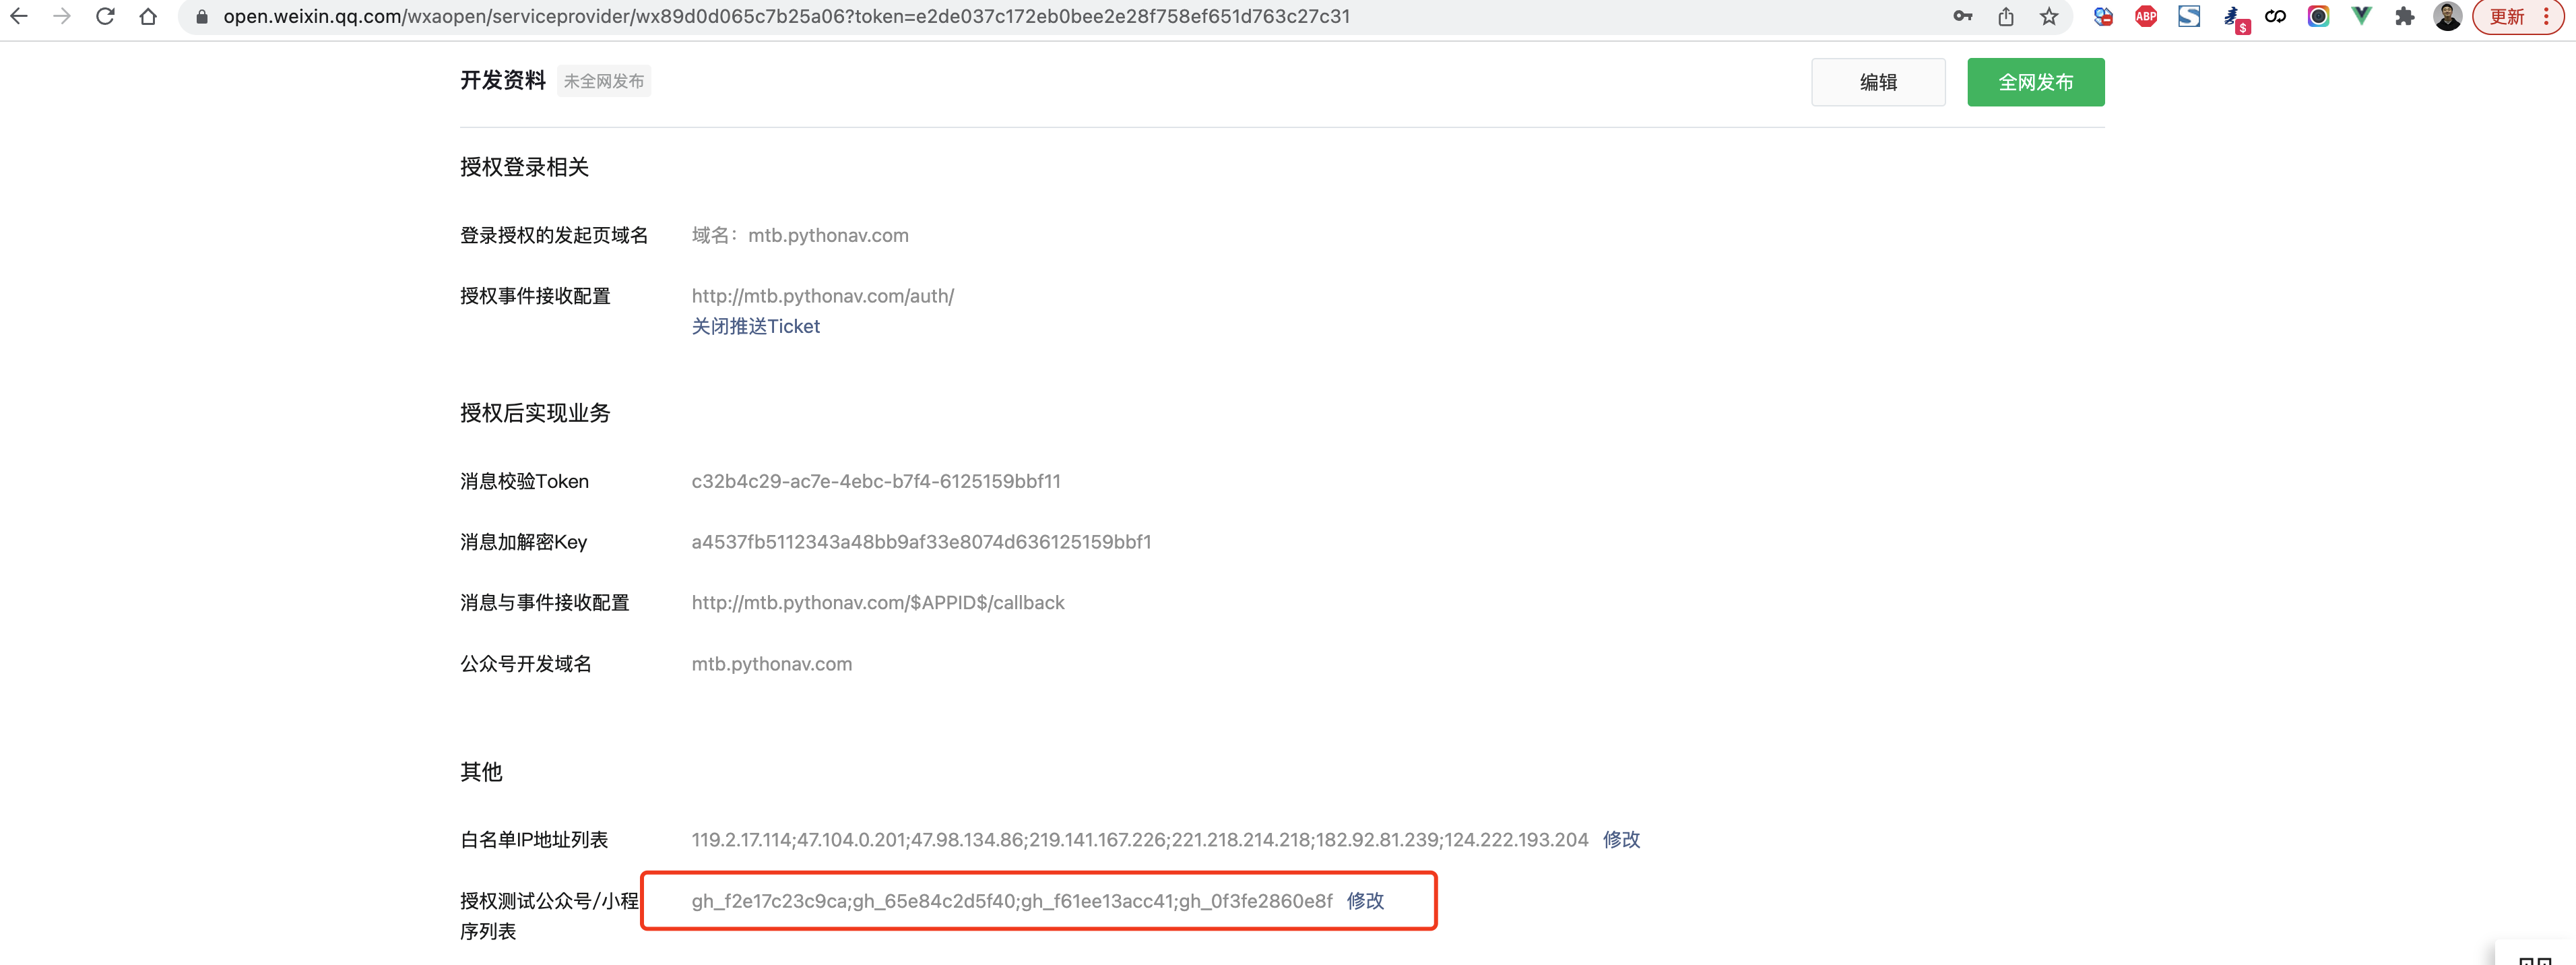 open.weixin.qq.com/wxaopen/serviceprovider/wx89d0d065c7b25a06?token=e2de037c172eb0bee2e28f758ef651d763c27c31
ABP
$
更新
开发资料 未全网发布
编辑
全网发布
授权登录相关
登录授权的发起页域名 域名：mtb.pythonav.com
授权事件接收配置 http://mtb.pythonav.com/auth/
关闭推送Ticket
授权后实现业务
消息校验Token c32b4c29-ac7e-4ebc-b7f4-6125159bbf11
消息加解密Key a4537fb5112343a48bb9af33e8074d636125159bbf1
消息与事件接收配置 http://mtb.pythonav.com/$APPID$/callback
公众号开发域名 mtb.pythonav.com
其他
白名单IP地址列表 119.2.17.114;47.104.0.201;47.98.134.86;219.141.167.226;221.218.214.218;182.92.81.239;124.222.193.204 修改
授权测试公众号/小程 gh_f2e17c23c9ca;gh_65e84c2d5f40;gh_f61ee13acc41;gh_0f3fe2860e8f 修改
序列表